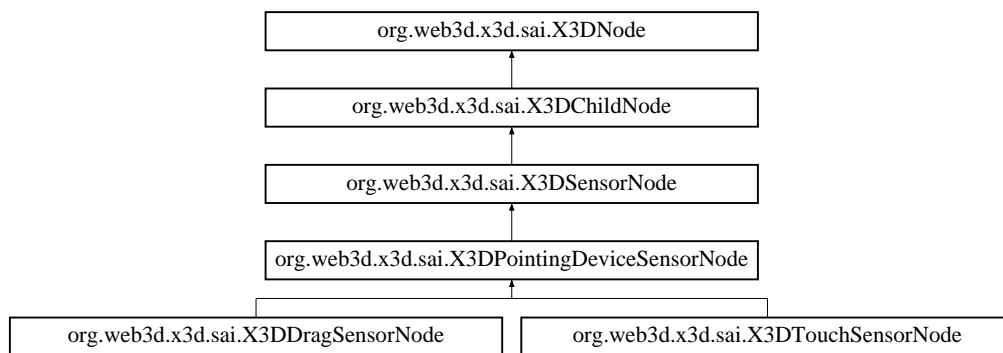 org.web3d.x3d.sai.X3DNode
org.web3d.x3d.sai.X3DChildNode
org.web3d.x3d.sai.X3DSensorNode
org.web3d.x3d.sai.X3DPointingDeviceSensorNode
org.web3d.x3d.sai.X3DDragSensorNode
org.web3d.x3d.sai.X3DTouchSensorNode